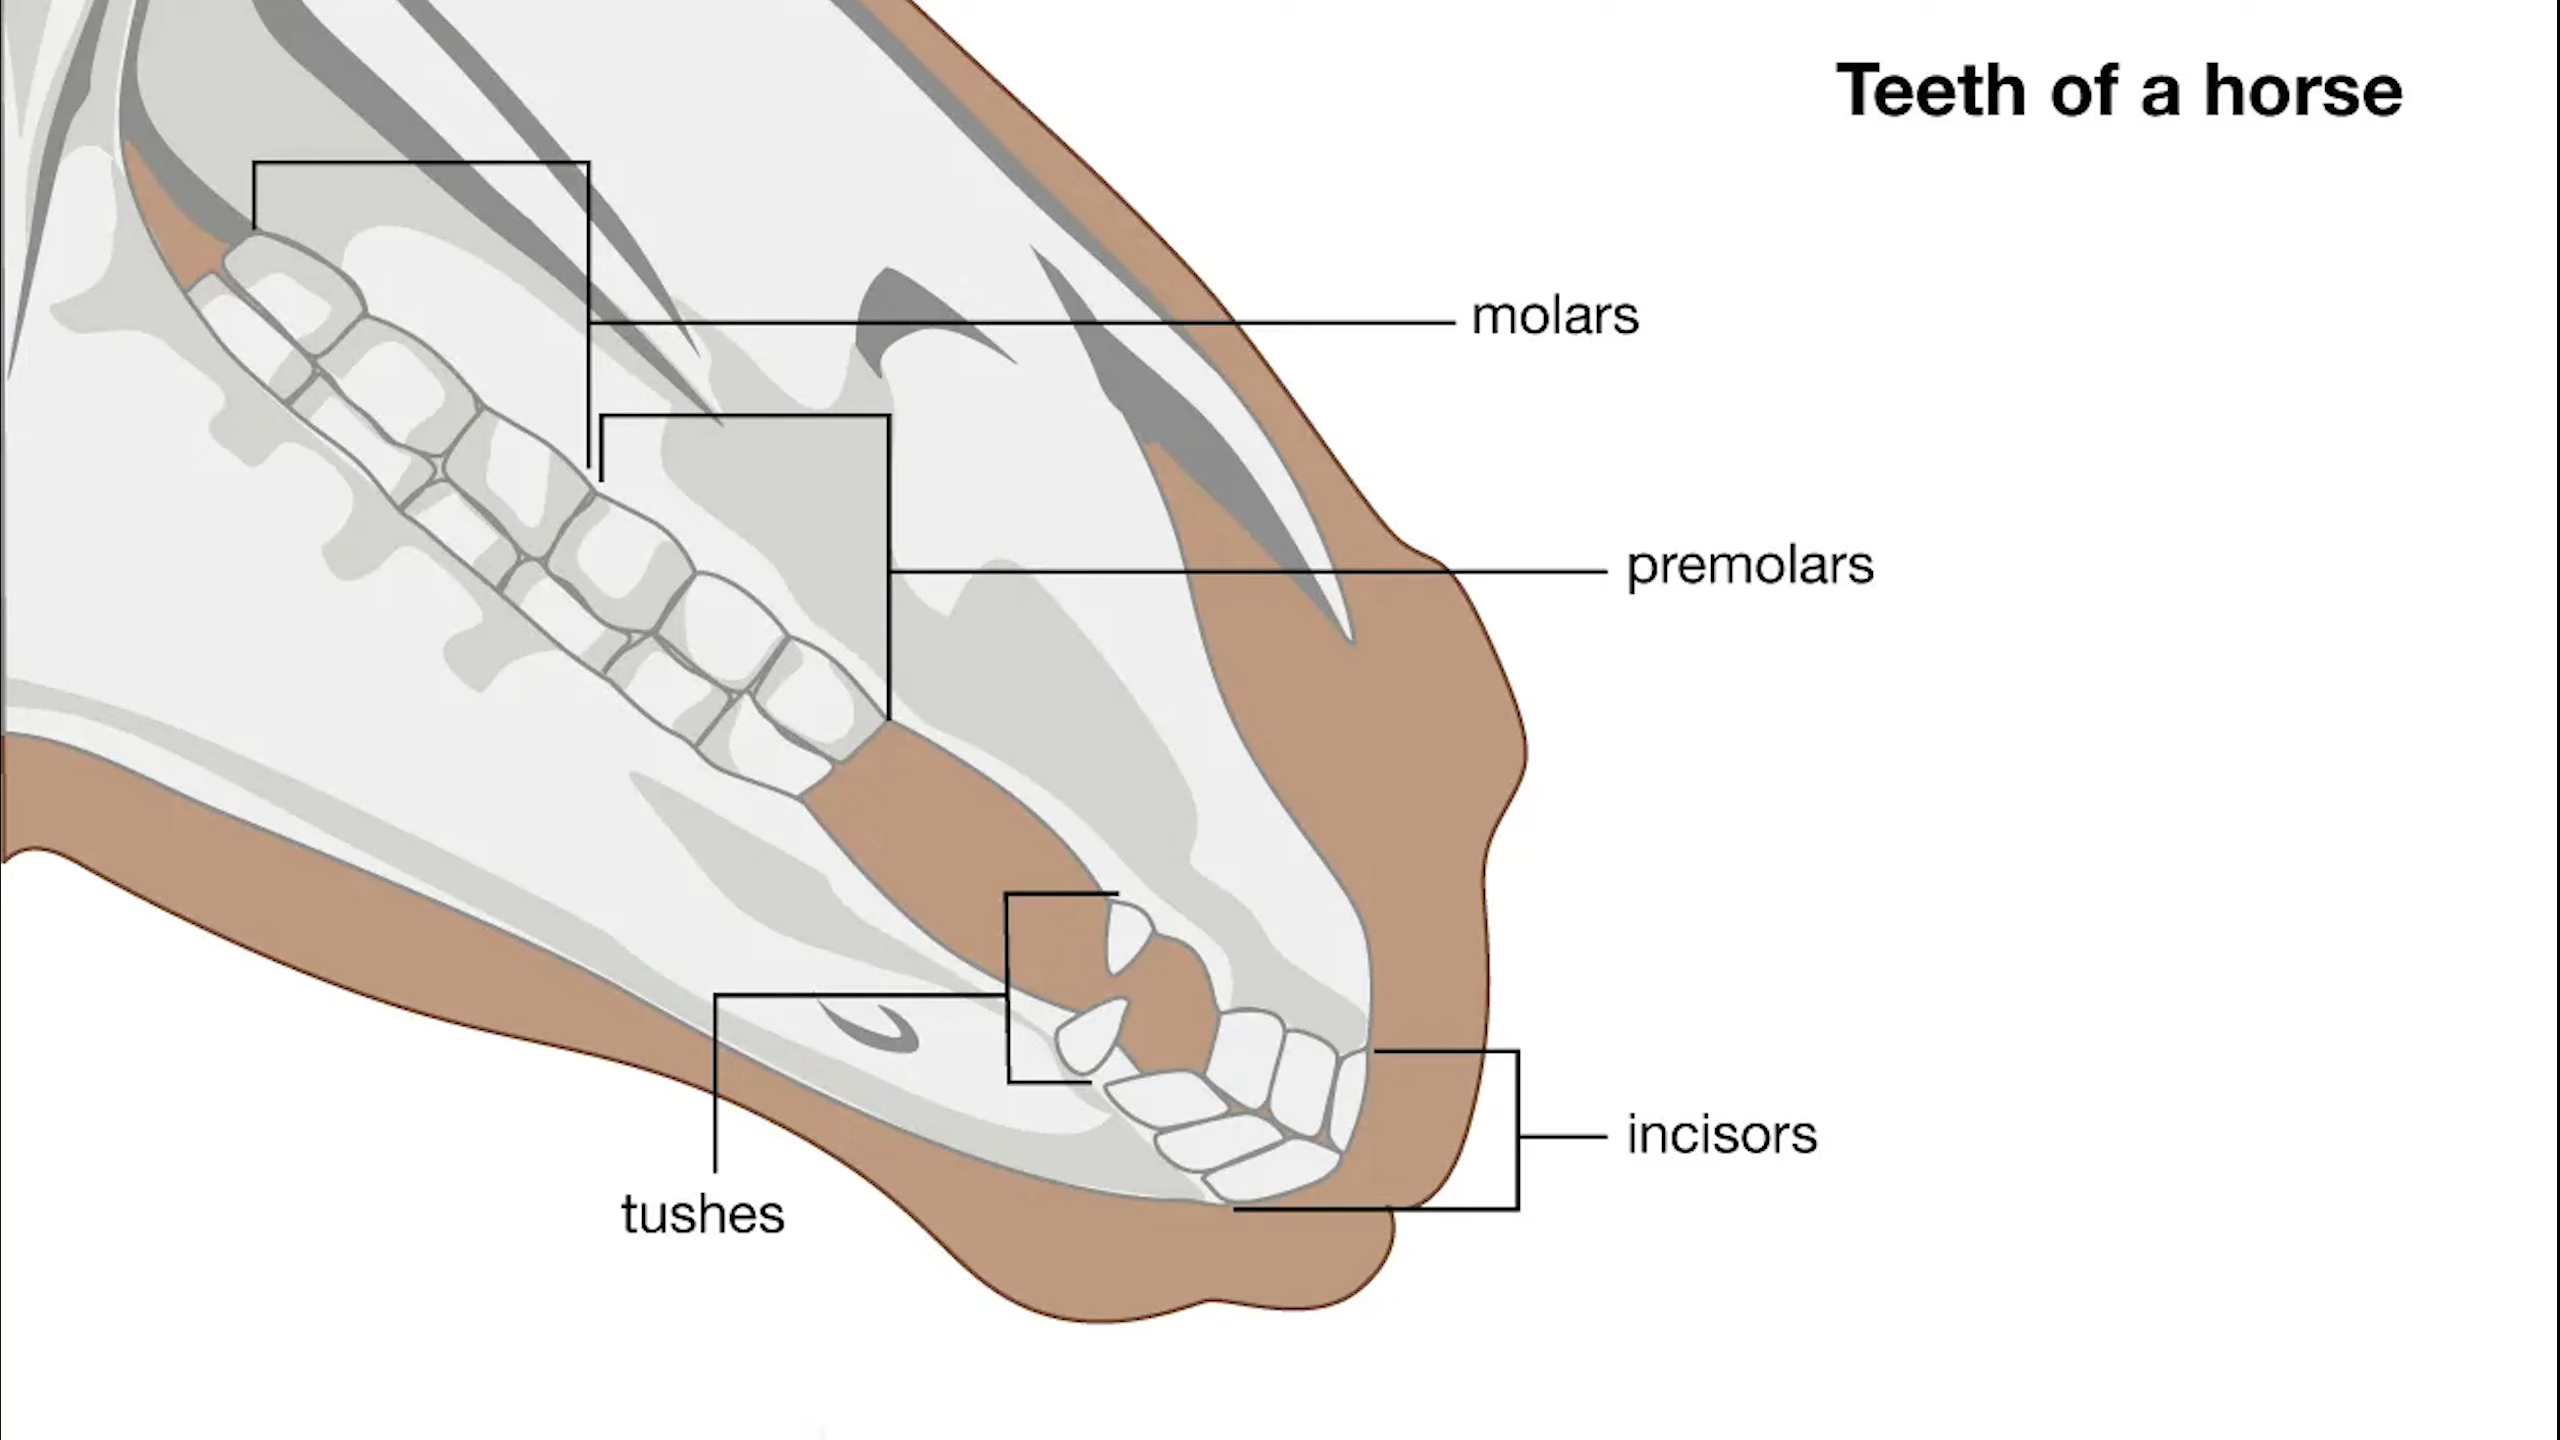 Teeth of a horse
molars
premolars
incisors
tushes